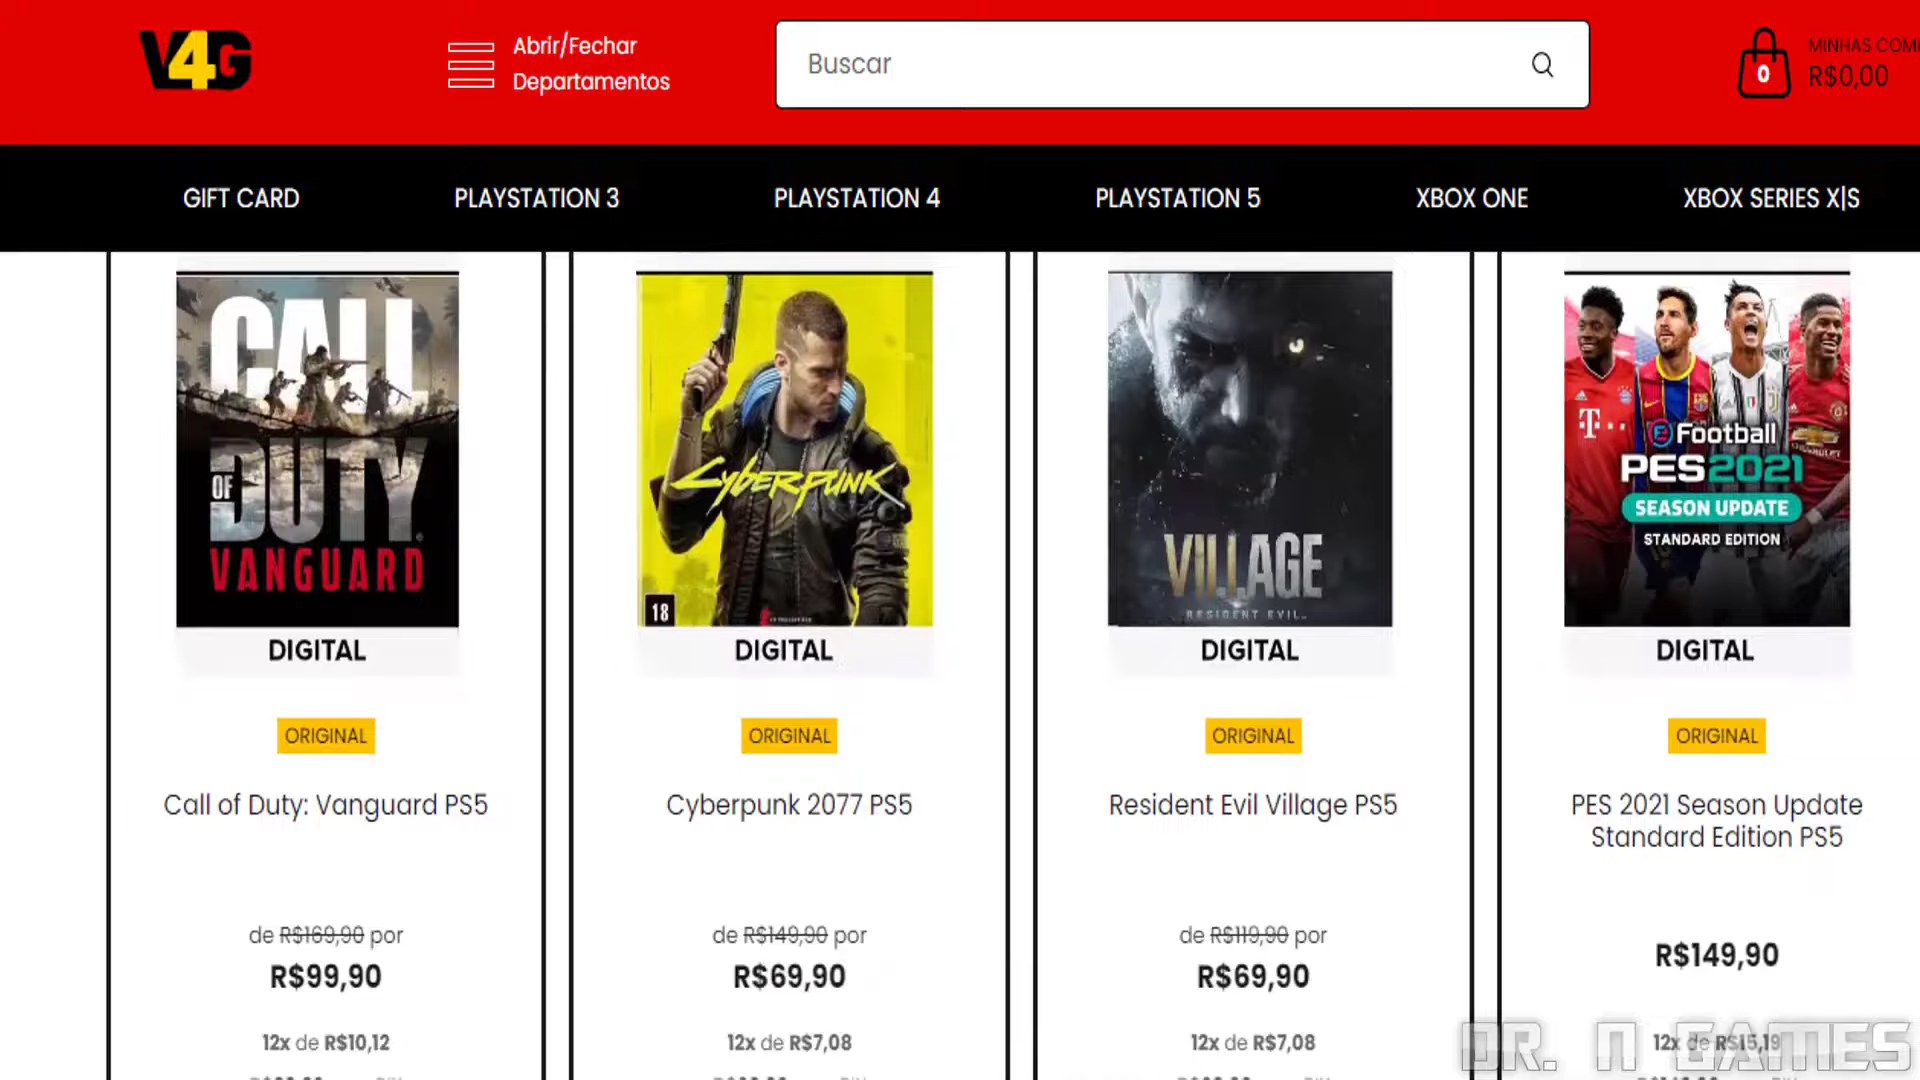 V4G
Abrir/Fechar
Departamentos
Buscar
0
MINHAS COM
R$0,00
GIFT CARD
PLAYSTATION 3
PLAYSTATION 4
PLAYSTATION 5
XBOX ONE
XBOX SERIES X|S
CALL
OF DUTY
VANGUARD
DIGITAL
ORIGINAL
Call of Duty: Vanguard PS5
de R$169,90 por
R$99,90
12x de R$10,12
CYBERPUNK
18
DIGITAL
ORIGINAL
Cyberpunk 2077 PS5
de R$149,90 por
R$69,90
12x de R$7,08
VILLAGE
RESIDENT EVIL
DIGITAL
ORIGINAL
Resident Evil Village PS5
de R$119,90 por
R$69,90
12x de R$7,08
T
CHEVROLET
eFootball
PES2021
SEASON UPDATE
STANDARD EDITION
DIGITAL
ORIGINAL
PES 2021 Season Update
Standard Edition PS5
R$149,90
12x de R$15,19
DR. N GAMES